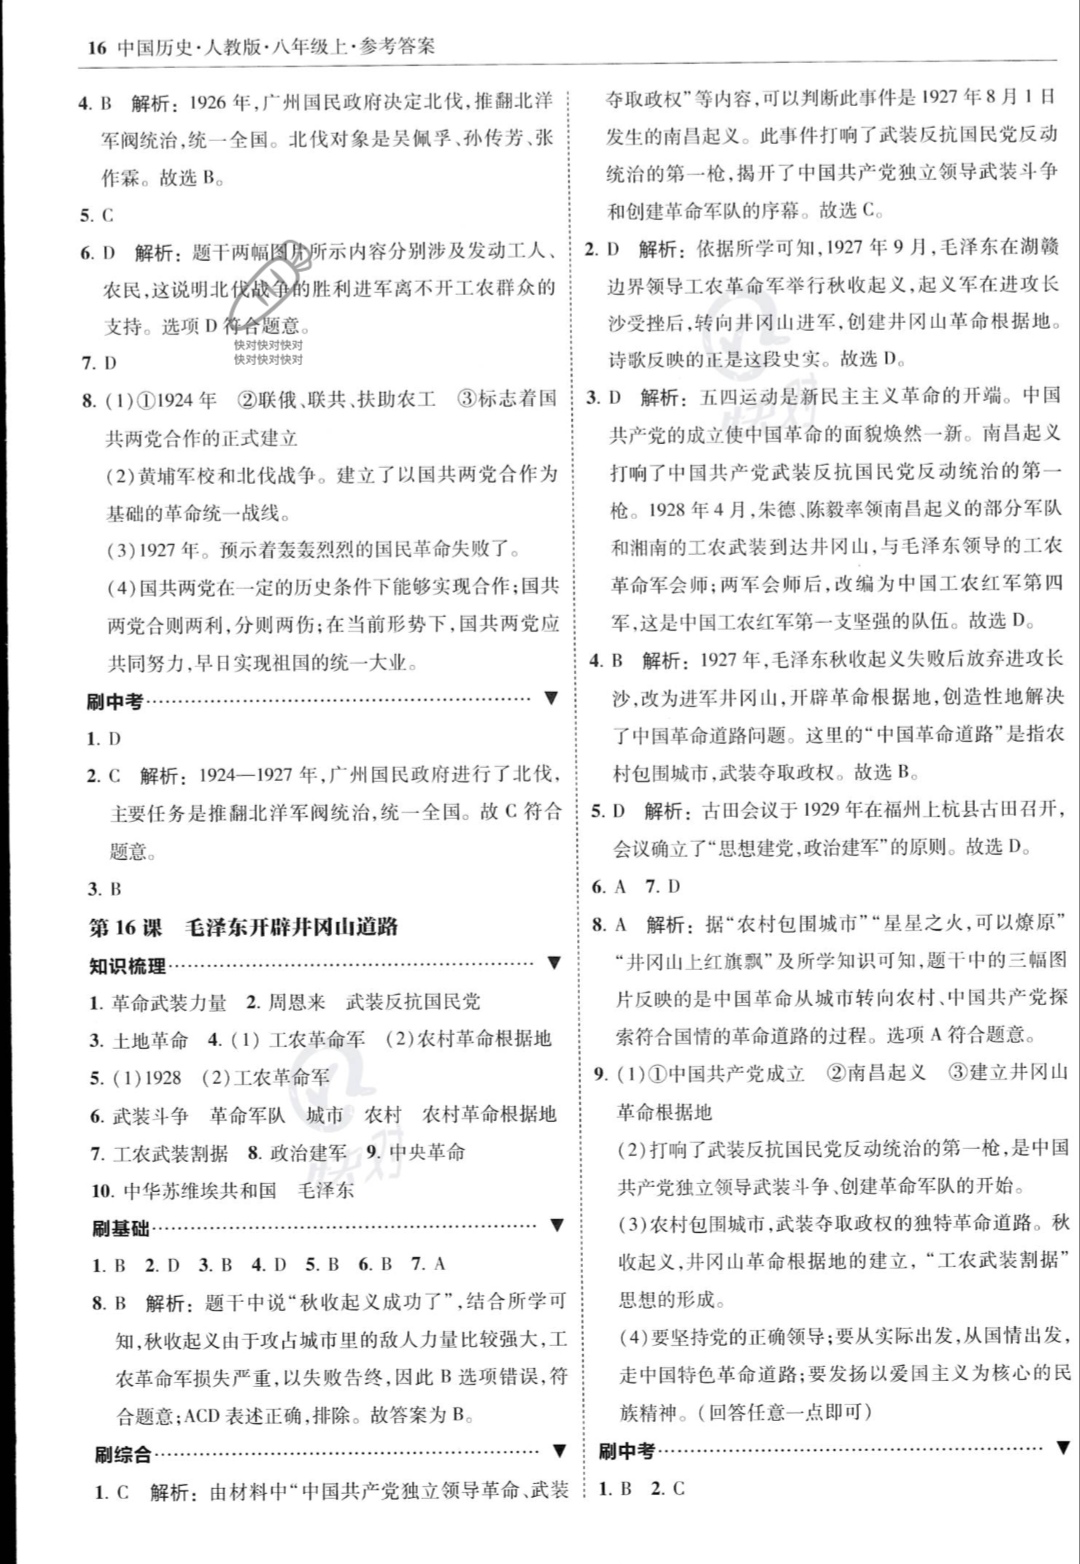 16 中国历史·人教版·八年级上·参考答案
4. B 解析：1926 年，广州国民政府决定北伐，推翻北洋
军阀统治，统一全国。北伐对象是吴佩孚、孙传芳、张
作霖。故选 B。
5. C
6. D 解析：题干两幅图片所示内容分别涉及发动工人、
农民，这说明北伐战争的胜利进军离不开工农群众的
支持。选项 D 符合题意。
快对快对快对
快对快对快对
7. D
8. (1)①1924 年 ②联俄、联共、扶助农工 ③标志着国
共两党合作的正式建立
(2)黄埔军校和北伐战争。建立了以国共两党合作为
基础的革命统一战线。
(3)1927 年。预示着轰轰烈烈的国民革命失败了。
(4)国共两党在一定的历史条件下能够实现合作；国共
两党合则两利，分则两伤；在当前形势下，国共两党应
共同努力，早日实现祖国的统一大业。
刷中考
1. D
2. C 解析：1924—1927 年，广州国民政府进行了北伐，
主要任务是推翻北洋军阀统治，统一全国。故 C 符合
题意。
3. B
第 16 课 毛泽东开辟井冈山道路
知识梳理
1. 革命武装力量 2. 周恩来 武装反抗国民党
3. 土地革命 4. (1) 工农革命军 (2)农村革命根据地
5. (1)1928 (2)工农革命军
6. 武装斗争 革命军队 城市 农村 农村革命根据地
7. 工农武装割据 8. 政治建军 9. 中央革命
10. 中华苏维埃共和国 毛泽东
刷基础
1. B 2. D 3. B 4. D 5. B 6. B 7. A
8. B 解析：题干中说“秋收起义成功了”，结合所学可
知，秋收起义由于攻占城市里的敌人力量比较强大，工
农革命军损失严重，以失败告终，因此 B 选项错误，符
合题意；ACD 表述正确，排除。故答案为 B。
刷综合
1. C 解析：由材料中“中国共产党独立领导革命、武装
夺取政权”等内容，可以判断此事件是 1927 年 8 月 1 日
发生的南昌起义。此事件打响了武装反抗国民党反动
统治的第一枪，揭开了中国共产党独立领导武装斗争
和创建革命军队的序幕。故选 C。
2. D 解析：依据所学可知，1927 年 9 月，毛泽东在湖赣
边界领导工农革命军举行秋收起义，起义军在进攻长
沙受挫后，转向井冈山进军，创建井冈山革命根据地。
诗歌反映的正是这段史实。故选 D。
3. D 解析：五四运动是新民主主义革命的开端。中国
共产党的成立使中国革命的面貌焕然一新。南昌起义
打响了中国共产党武装反抗国民党反动统治的第一
枪。1928 年 4 月，朱德、陈毅率领南昌起义的部分军队
和湘南的工农武装到达井冈山，与毛泽东领导的工农
革命军会师；两军会师后，改编为中国工农红军第四
军，这是中国工农红军第一支坚强的队伍。故选 D。
4. B 解析：1927 年，毛泽东秋收起义失败后放弃进攻长
沙，改为进军井冈山，开辟革命根据地，创造性地解决
了中国革命道路问题。这里的“中国革命道路”是指农
村包围城市，武装夺取政权。故选 B。
5. D 解析：古田会议于 1929 年在福州上杭县古田召开，
会议确立了“思想建党，政治建军”的原则。故选 D。
6. A 7. D
8. A 解析：据“农村包围城市”“星星之火，可以燎原”
“井冈山上红旗飘”及所学知识可知，题干中的三幅图
片反映的是中国革命从城市转向农村、中国共产党探
索符合国情的革命道路的过程。选项 A 符合题意。
9. (1)①中国共产党成立 ②南昌起义 ③建立井冈山
革命根据地
(2)打响了武装反抗国民党反动统治的第一枪，是中国
共产党独立领导武装斗争、创建革命军队的开始。
(3)农村包围城市，武装夺取政权的独特革命道路。秋
收起义，井冈山革命根据地的建立，“工农武装割据”
思想的形成。
(4)要坚持党的正确领导；要从实际出发，从国情出发，
走中国特色革命道路；要发扬以爱国主义为核心的民
族精神。(回答任意一点即可)
刷中考
1. B 2. C